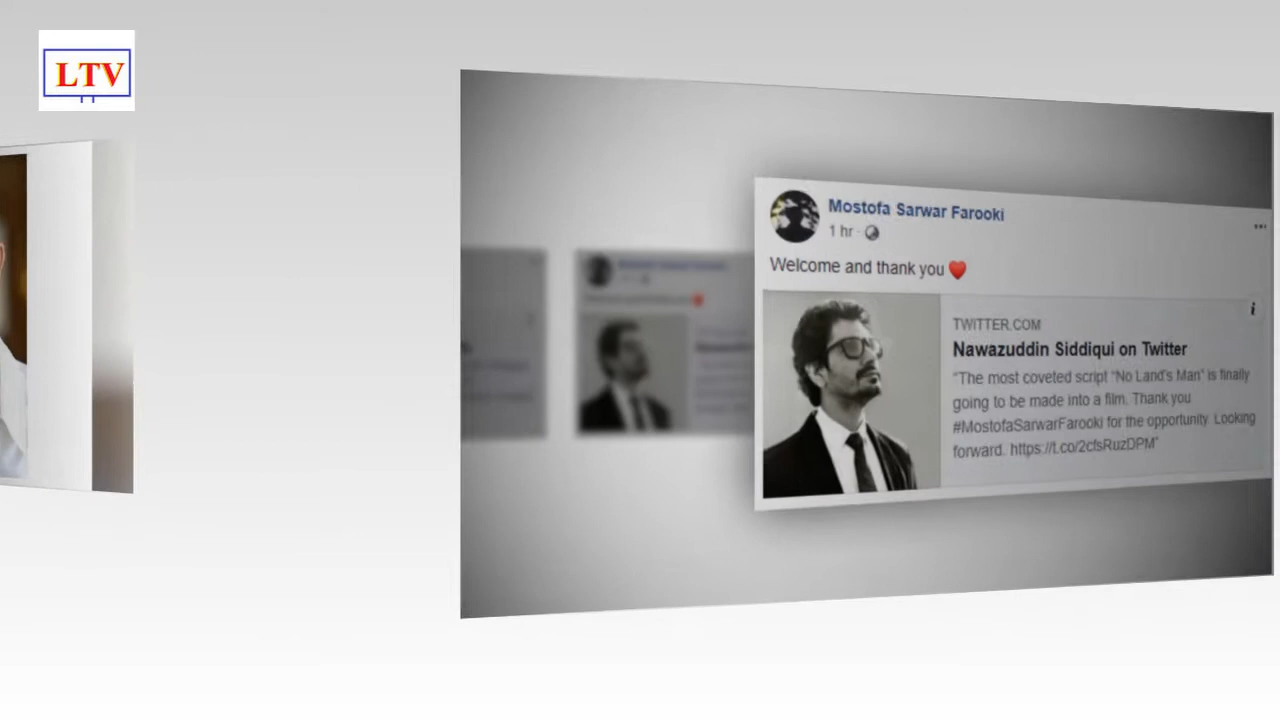 LTV
Mostofa Sarwar Farooki
1 hr ·
Welcome and thank you ❤️
TWITTER.COM
Nawazuddin Siddiqui on Twitter
“The most coveted script “No Land's Man” is finally
going to be made into a film. Thank you
#MostofaSarwarFarooki for the opportunity. Looking
forward. https://t.co/2cfsRuzDPM”